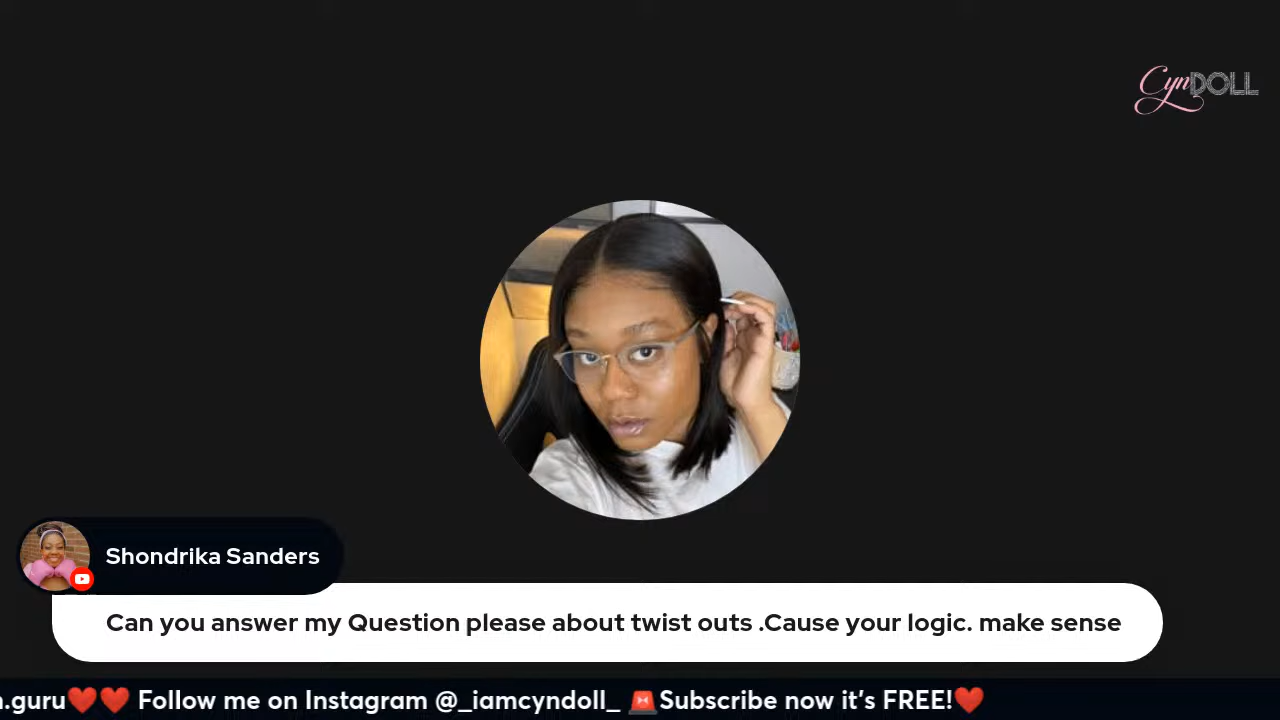 CynDOLL
Shondrika Sanders
Can you answer my Question please about twist outs .Cause your logic. make sense
.guru❤️❤️ Follow me on Instagram @_iamcyndoll_ 🚨Subscribe now it's FREE!❤️